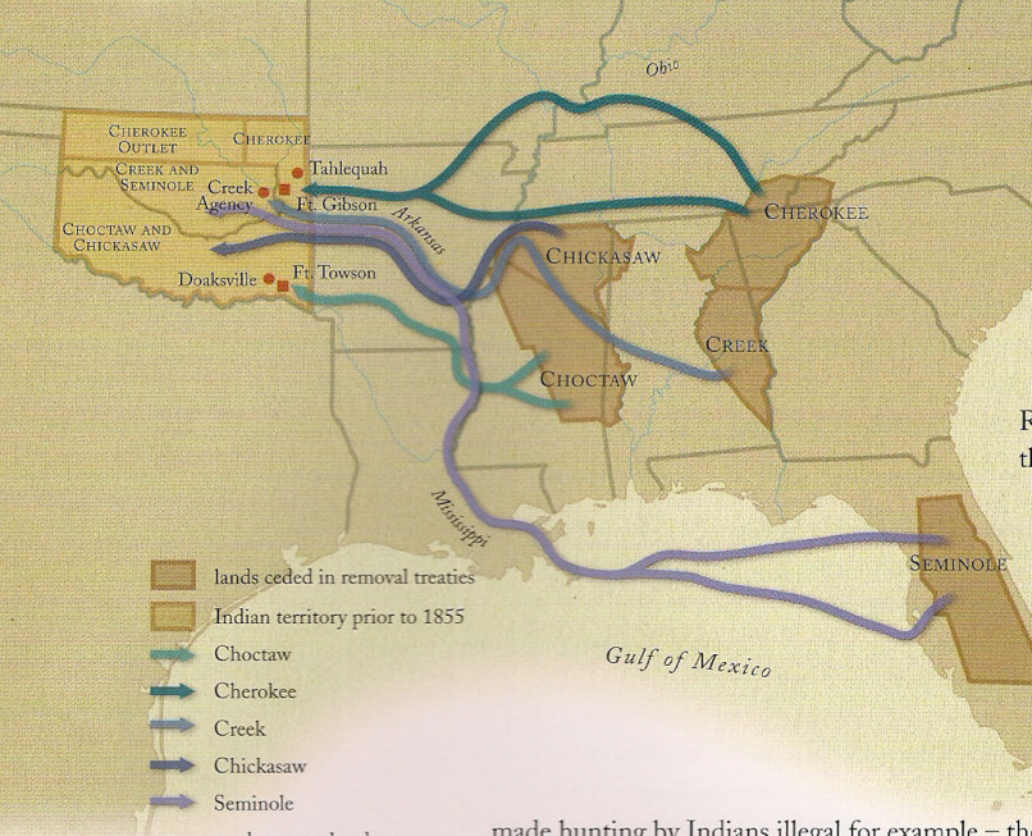 Ohio
CHEROKEE
OUTLET
CHEROKEE
Tahlequah
CREEK AND
SEMINOLE
Creek
Agency
Ft. Gibson
Arkansas
CHEROKEE
CHOCTAW AND
CHICKASAW
CHICKASAW
Doaksville
Ft. Towson
CREEK
CHOCTAW
R
th
Mississippi
SEMINOLE
lands ceded in removal treaties
Indian territory prior to 1855
Gulf of Mexico
Choctaw
Cherokee
Creek
Chickasaw
Seminole
made hunting by Indians illegal for example – the